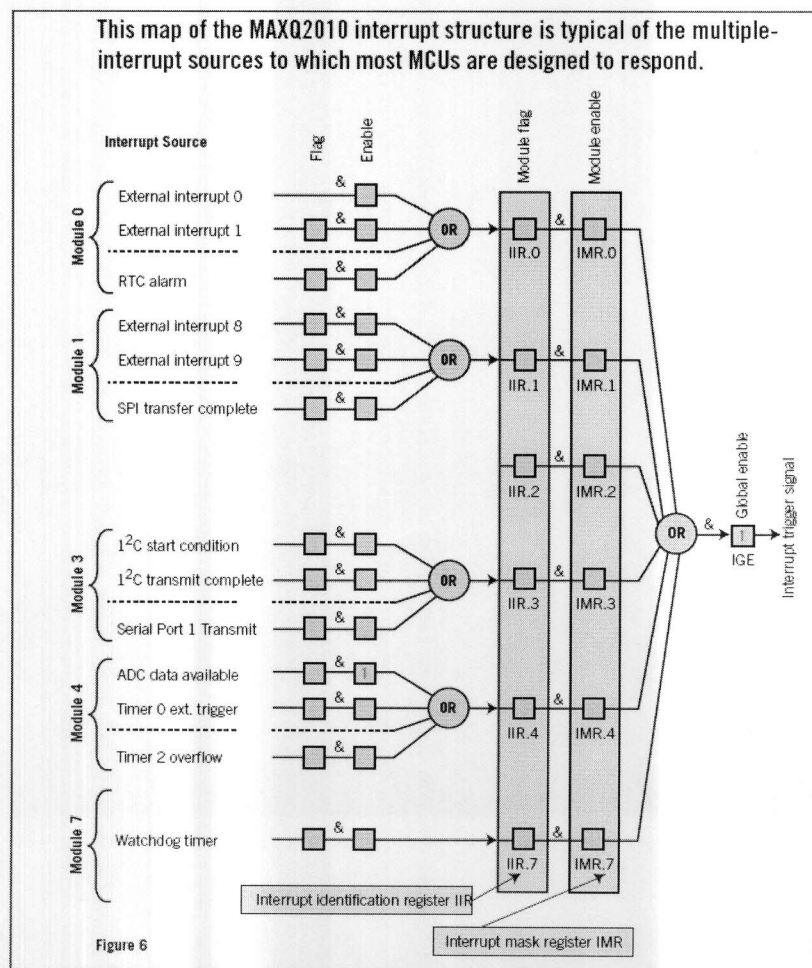 This map of the MAXQ2010 interrupt structure is typical of the multiple-
interrupt sources to which most MCUs are designed to respond.
Interrupt Source
Flag
Enable
Module flag
Module enable
Module 0
External interrupt 0
&
External interrupt 1
&
RTC alarm
&
OR
IIR.0
&
IMR.0
Module 1
External interrupt 8
&
External interrupt 9
&
SPI transfer complete
&
OR
IIR.1
&
IMR.1
IIR.2
&
IMR.2
Module 3
1²C start condition
&
1²C transmit complete
&
Serial Port 1 Transmit
&
OR
IIR.3
&
IMR.3
Module 4
ADC data available
&
1
Timer 0 ext. trigger
&
Timer 2 overflow
&
OR
IIR.4
&
IMR.4
Module 7
Watchdog timer
&
IIR.7
&
IMR.7
OR
&
1
IGE
Global enable
Interrupt trigger signal
Interrupt identification register IIR
Interrupt mask register IMR
Figure 6